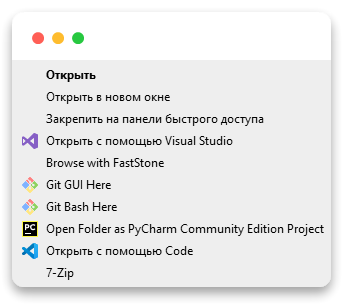 Открыть
Открыть в новом окне
Закрепить на панели быстрого доступа
Открыть с помощью Visual Studio
Browse with FastStone
Git GUI Here
Git Bash Here
PC Open Folder as PyCharm Community Edition Project
Открыть с помощью Code
7-Zip